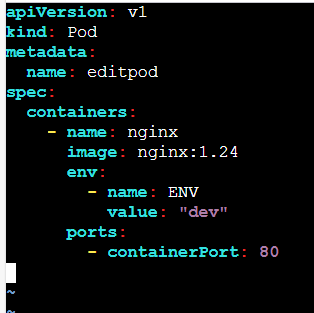 apiVersion: v1
kind: Pod
metadata:
  name: editpod
spec:
  containers:
    - name: nginx
      image: nginx:1.24
      env:
        - name: ENV
          value: "dev"
      ports:
        - containerPort: 80
~
~